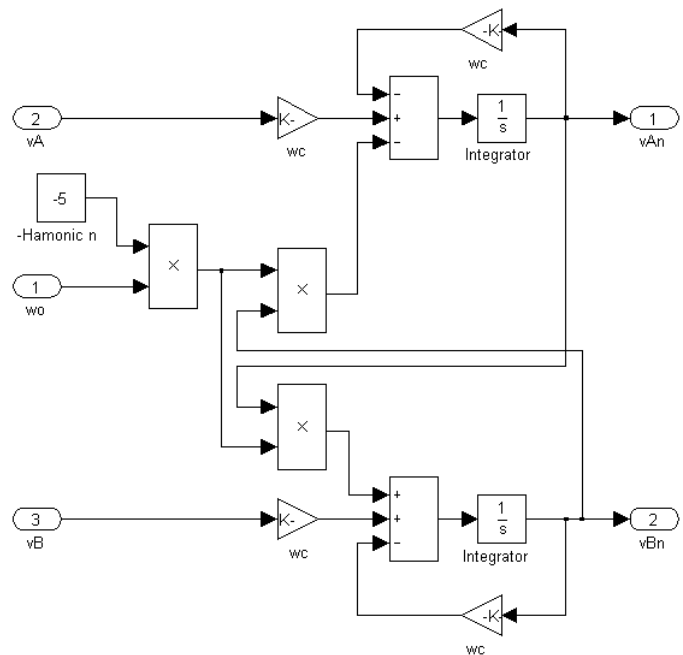 -K-
wc
−
+
−
1
s
Integrator
2
vA
K-
wc
1
vAn
-5
-Hamonic n
×
1
wo
×
×
3
vB
K-
wc
+
+
−
1
s
Integrator
2
vBn
-K-
wc